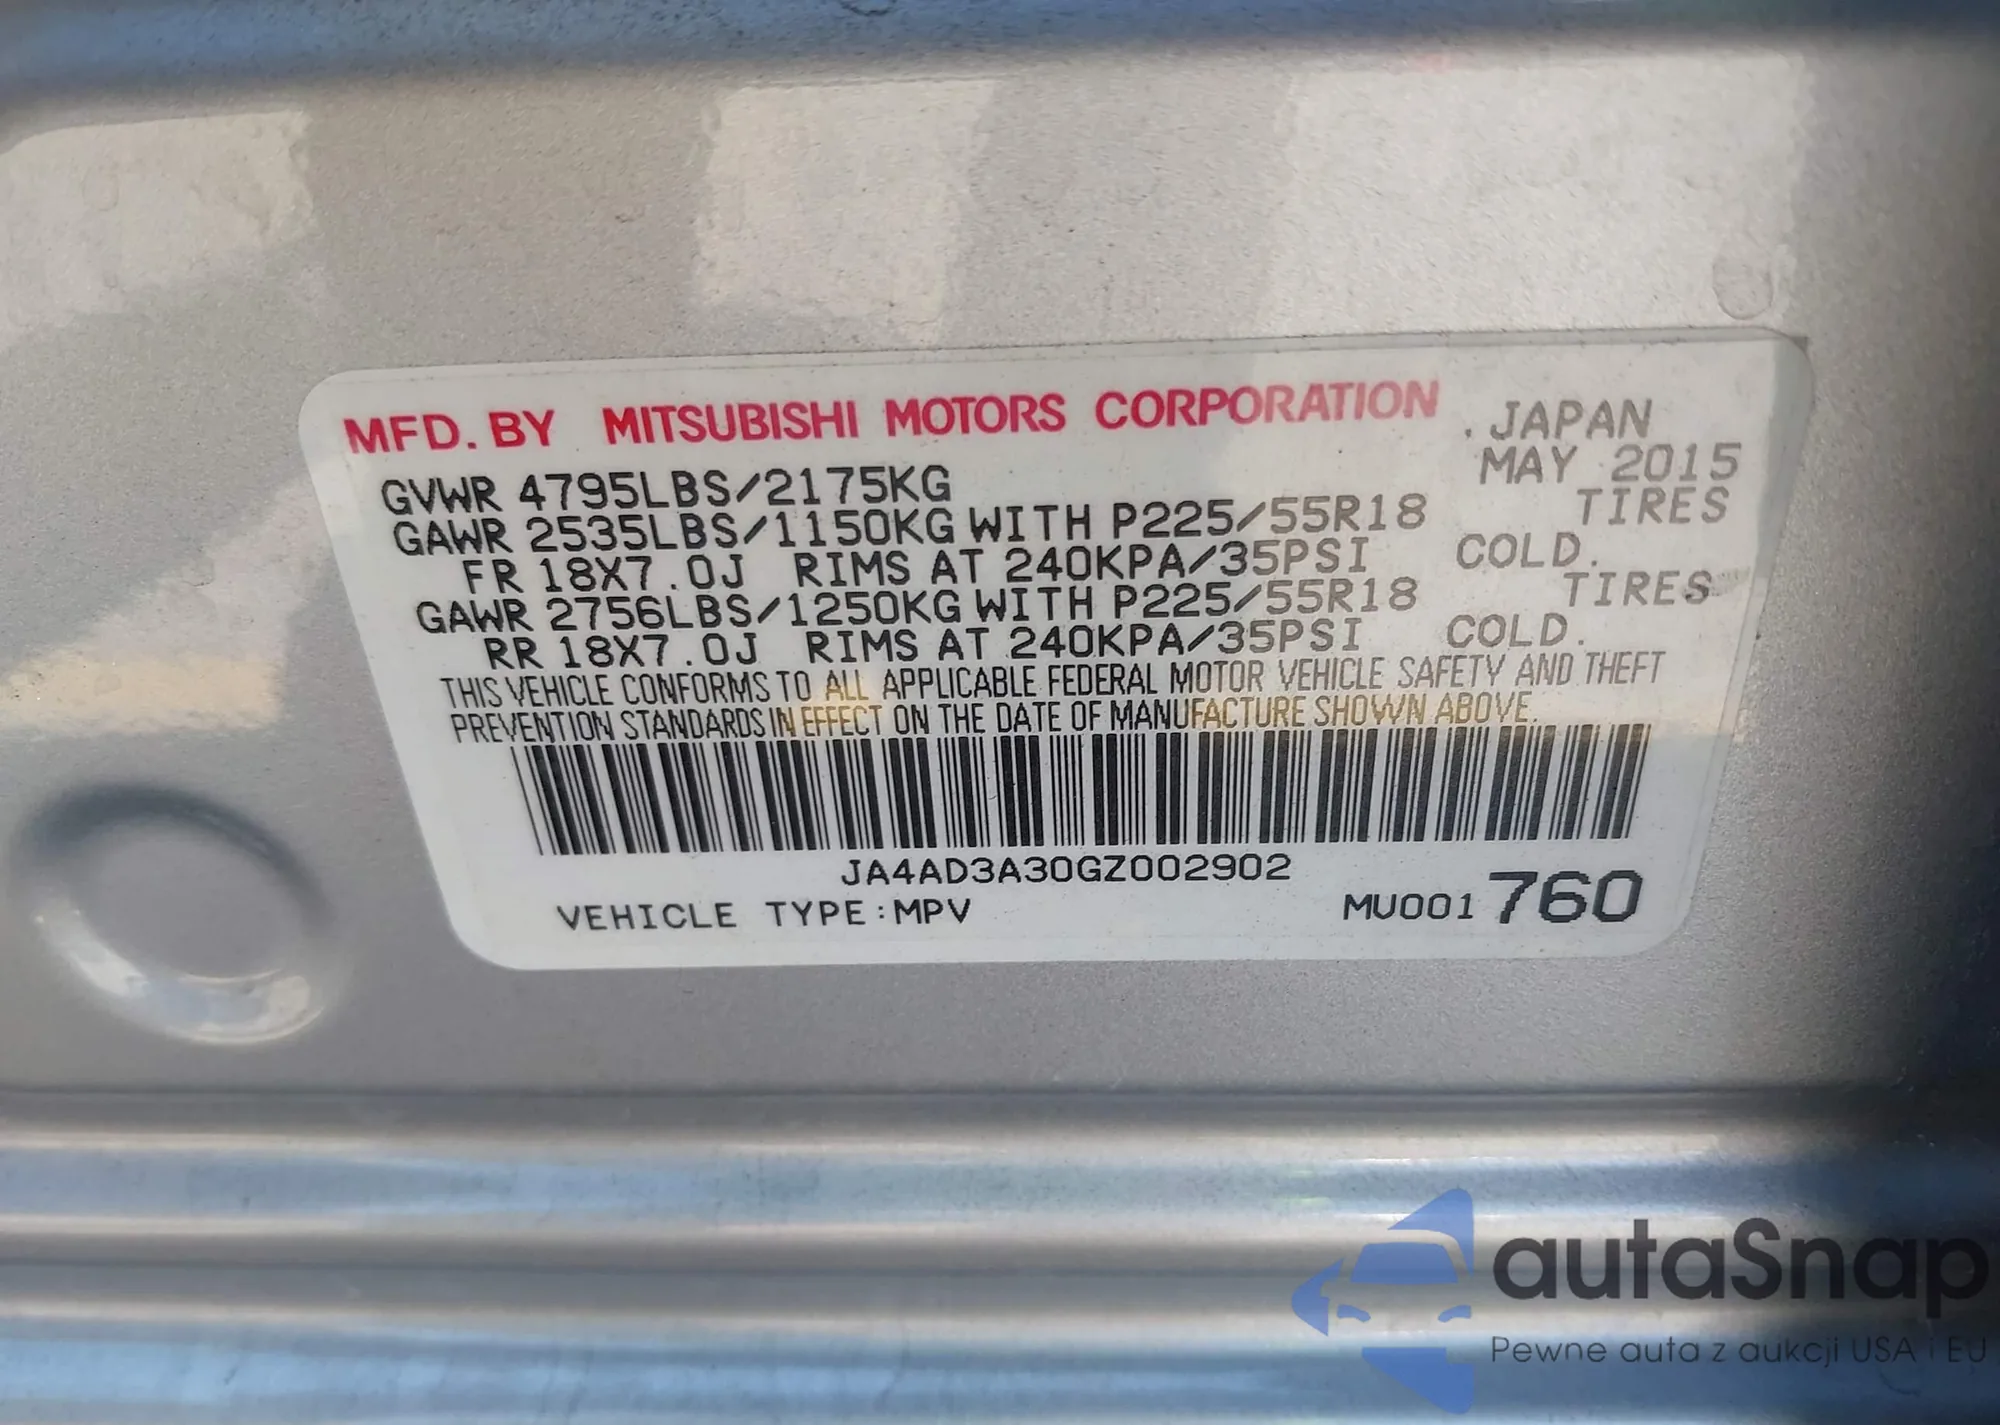 MFD. BY MITSUBISHI MOTORS CORPORATION . JAPAN
GVWR 4795LBS/2175KG MAY 2015
GAWR 2535LBS/1150KG WITH P225/55R18 TIRES
FR 18X7.0J RIMS AT 240KPA/35PSI COLD.
GAWR 2756LBS/1250KG WITH P225/55R18 TIRES
RR 18X7.0J RIMS AT 240KPA/35PSI COLD.
THIS VEHICLE CONFORMS TO ALL APPLICABLE FEDERAL MOTOR VEHICLE SAFETY AND THEFT
PREVENTION STANDARDS IN EFFECT ON THE DATE OF MANUFACTURE SHOWN ABOVE.
JA4AD3A30GZ002902
VEHICLE TYPE:MPV MU001 760
autaSnap
Pewne auta z aukcji USA i EU